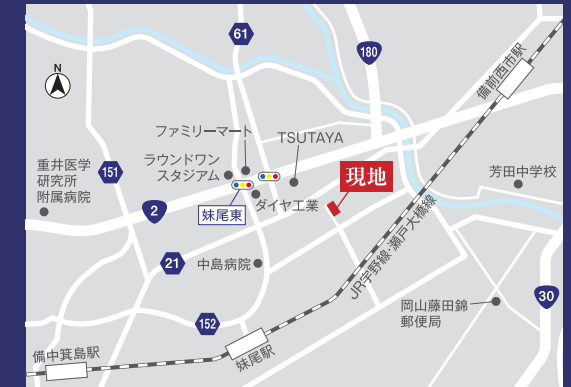 61
180
N
備前西市駅
ファミリーマート
TSUTAYA
ラウンドワン
スタジアム
重井医学
研究所
附属病院
151
現地
芳田中学校
2
妹尾東
ダイヤ工業
JR宇野線・瀬戸大橋線
21
中島病院
30
岡山藤田錦
郵便局
152
妹尾駅
備中箕島駅